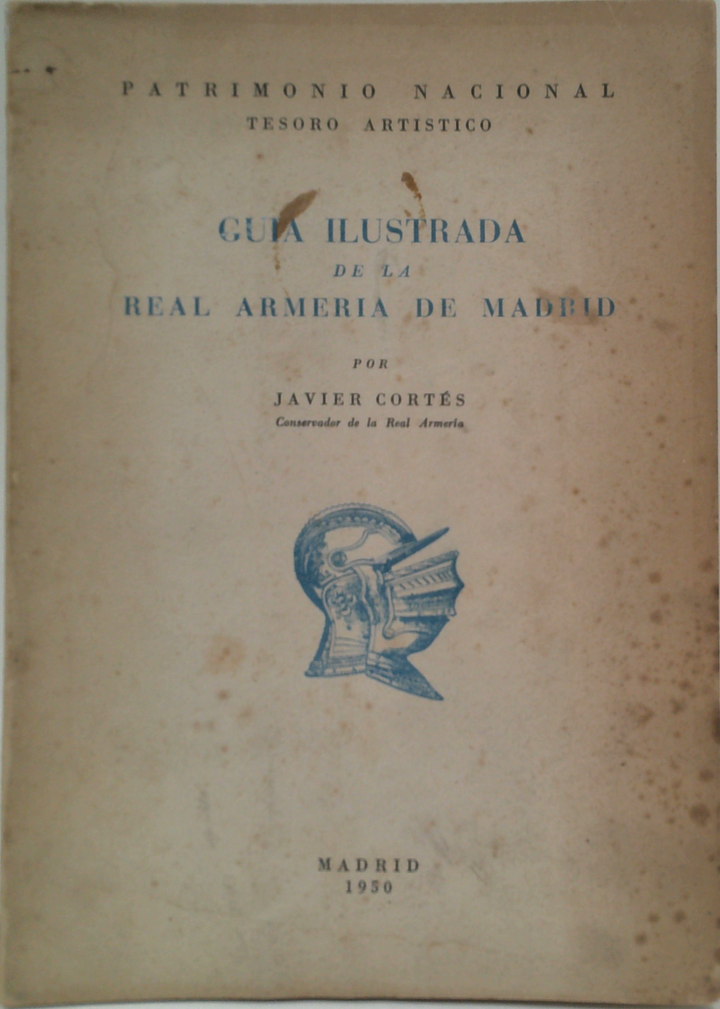 PATRIMONIO NACIONAL
TESORO ARTISTICO
GUIA ILUSTRADA
DE LA
REAL ARMERIA DE MADRID
POR
JAVIER CORTÉS
Conservador de la Real Armería
MADRID
1950